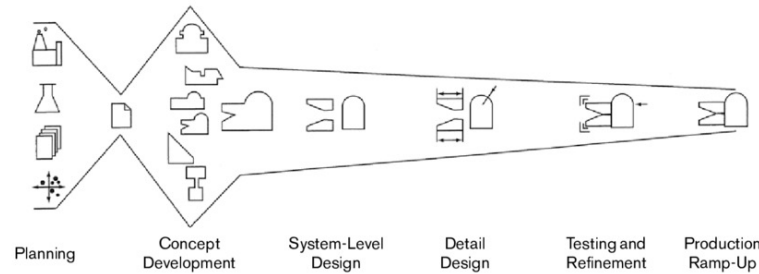 Planning
Concept
Development
System-Level
Design
Detail
Design
Testing and
Refinement
Production
Ramp-Up